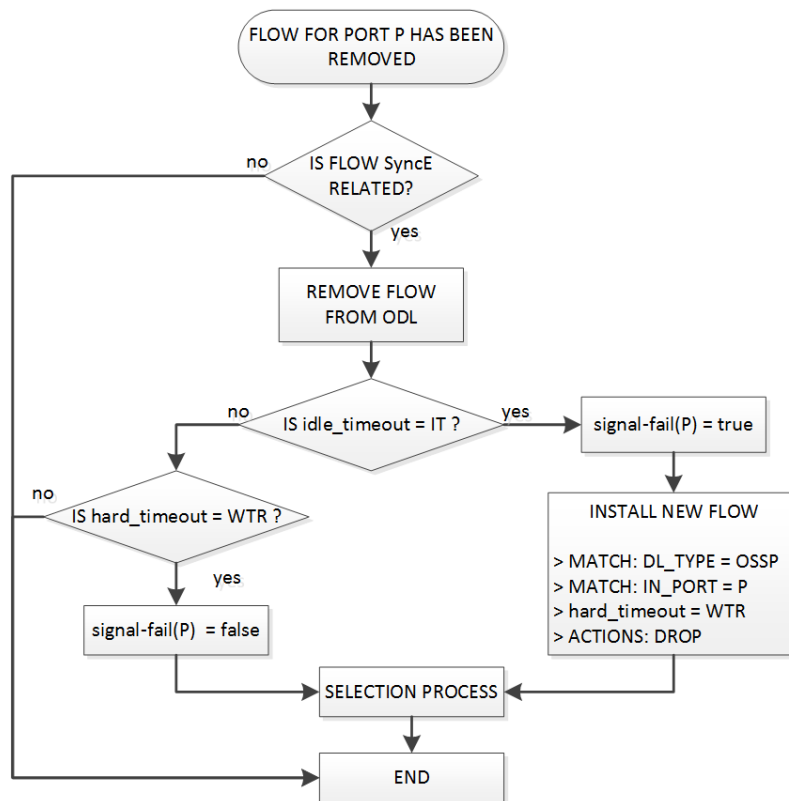 FLOW FOR PORT P HAS BEEN
REMOVED
no
IS FLOW SyncE
RELATED?
yes
REMOVE FLOW
FROM ODL
no
IS idle_timeout = IT ?
yes
signal-fail(P) = true
no
IS hard_timeout = WTR ?
yes
signal-fail(P) = false
INSTALL NEW FLOW
> MATCH: DL_TYPE = OSSP
> MATCH: IN_PORT = P
> hard_timeout = WTR
> ACTIONS: DROP
SELECTION PROCESS
END